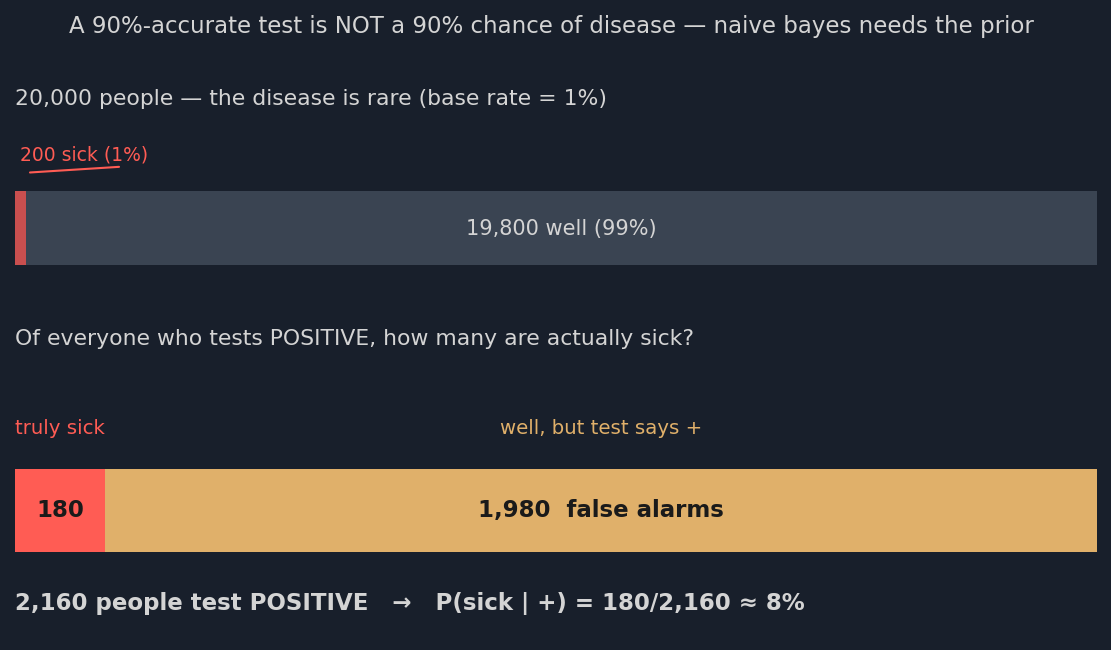 A 90%-accurate test is NOT a 90% chance of disease — naive bayes needs the prior
20,000 people — the disease is rare (base rate = 1%)
200 sick (1%)
19,800 well (99%)
Of everyone who tests POSITIVE, how many are actually sick?
truly sick
well, but test says +
180
1,980 false alarms
2,160 people test POSITIVE → P(sick | +) = 180/2,160 ≈ 8%